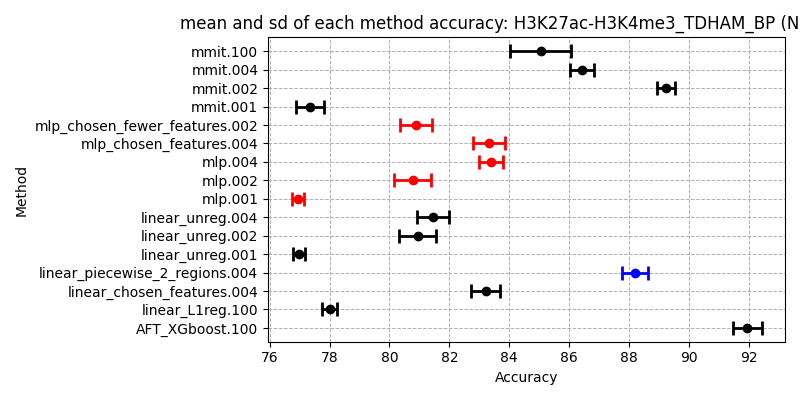 mean and sd of each method accuracy: H3K27ac-H3K4me3_TDHAM_BP (N
mmit.100
mmit.004
mmit.002
mmit.001
mlp_chosen_fewer_features.002
mlp_chosen_features.004
mlp.004
mlp.002
mlp.001
linear_unreg.004
linear_unreg.002
linear_unreg.001
linear_piecewise_2_regions.004
linear_chosen_features.004
linear_L1reg.100
AFT_XGboost.100
Method
76 78 80 82 84 86 88 90 92
Accuracy